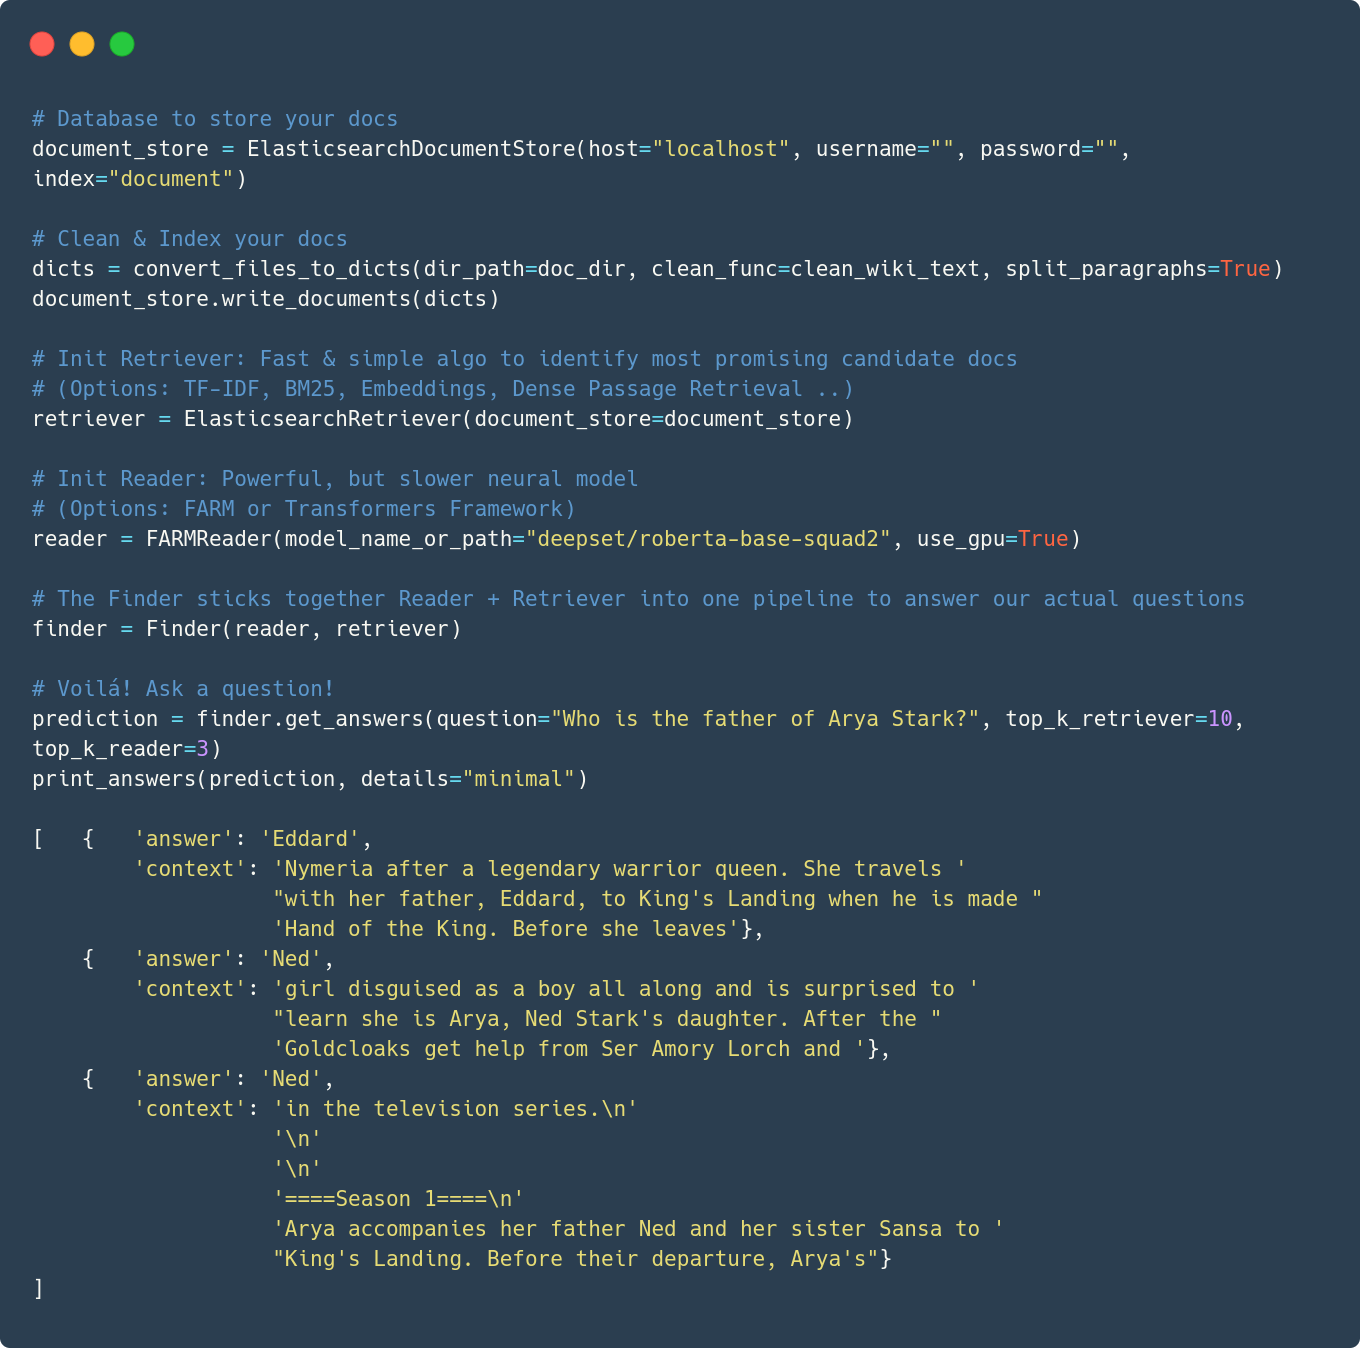 # Database to store your docs
document_store = ElasticsearchDocumentStore(host="localhost", username="", password="",
index="document")

# Clean & Index your docs
dicts = convert_files_to_dicts(dir_path=doc_dir, clean_func=clean_wiki_text, split_paragraphs=True)
document_store.write_documents(dicts)

# Init Retriever: Fast & simple algo to identify most promising candidate docs
# (Options: TF-IDF, BM25, Embeddings, Dense Passage Retrieval ..)
retriever = ElasticsearchRetriever(document_store=document_store)

# Init Reader: Powerful, but slower neural model
# (Options: FARM or Transformers Framework)
reader = FARMReader(model_name_or_path="deepset/roberta-base-squad2", use_gpu=True)

# The Finder sticks together Reader + Retriever into one pipeline to answer our actual questions
finder = Finder(reader, retriever)

# Voilá! Ask a question!
prediction = finder.get_answers(question="Who is the father of Arya Stark?", top_k_retriever=10,
top_k_reader=3)
print_answers(prediction, details="minimal")

[   {   'answer': 'Eddard',
        'context': 'Nymeria after a legendary warrior queen. She travels '
                   "with her father, Eddard, to King's Landing when he is made "
                   'Hand of the King. Before she leaves'},
    {   'answer': 'Ned',
        'context': 'girl disguised as a boy all along and is surprised to '
                   "learn she is Arya, Ned Stark's daughter. After the "
                   'Goldcloaks get help from Ser Amory Lorch and '},
    {   'answer': 'Ned',
        'context': 'in the television series.\n'
                   '\n'
                   '\n'
                   '====Season 1====\n'
                   'Arya accompanies her father Ned and her sister Sansa to '
                   "King's Landing. Before their departure, Arya's"}
]